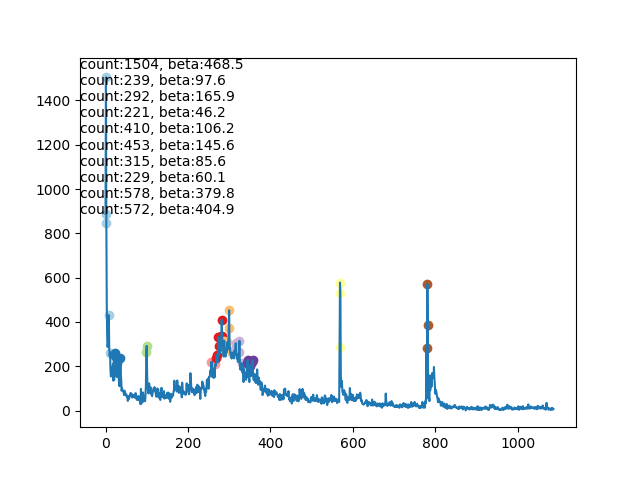 count:1504, beta:468.5
count:239, beta:97.6
count:292, beta:165.9
count:221, beta:46.2
count:410, beta:106.2
count:453, beta:145.6
count:315, beta:85.6
count:229, beta:60.1
count:578, beta:379.8
count:572, beta:404.9
1400
1200
1000
800
600
400
200
0
0 200 400 600 800 1000